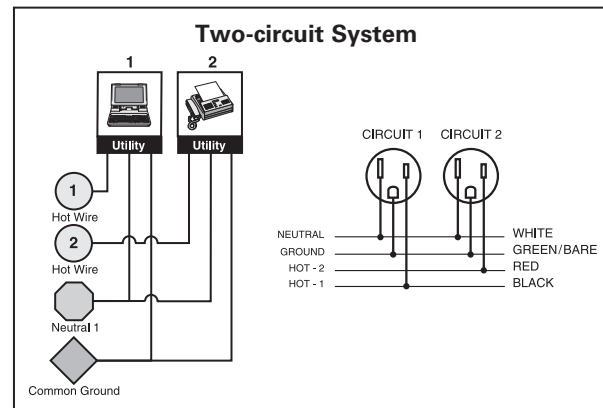 Two-circuit System
1 2
Utility Utility
1
Hot Wire
2
Hot Wire
Neutral 1
Common Ground
CIRCUIT 1 CIRCUIT 2
NEUTRAL WHITE
GROUND GREEN/BARE
HOT - 2 RED
HOT - 1 BLACK